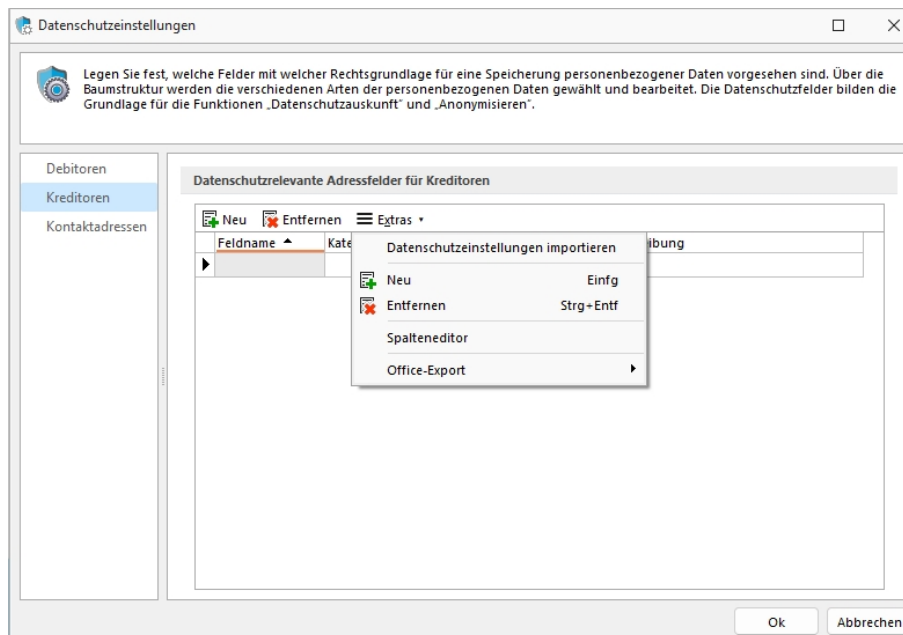 Datenschutzeinstellungen
Legen Sie fest, welche Felder mit welcher Rechtsgrundlage für eine Speicherung personenbezogener Daten vorgesehen sind. Über die
Baumstruktur werden die verschiedenen Arten der personenbezogenen Daten gewählt und bearbeitet. Die Datenschutzfelder bilden die
Grundlage für die Funktionen „Datenschutzauskunft“ und „Anonymisieren“.
Debitoren
Kreditoren
Kontaktadressen
Datenschutzrelevante Adressfelder für Kreditoren
Neu Entfernen Extras
Feldname Kate ibung
Datenschutzeinstellungen importieren
Neu Einfg
Entfernen Strg+Entf
Spalteneditor
Office-Export
Ok Abbrechen